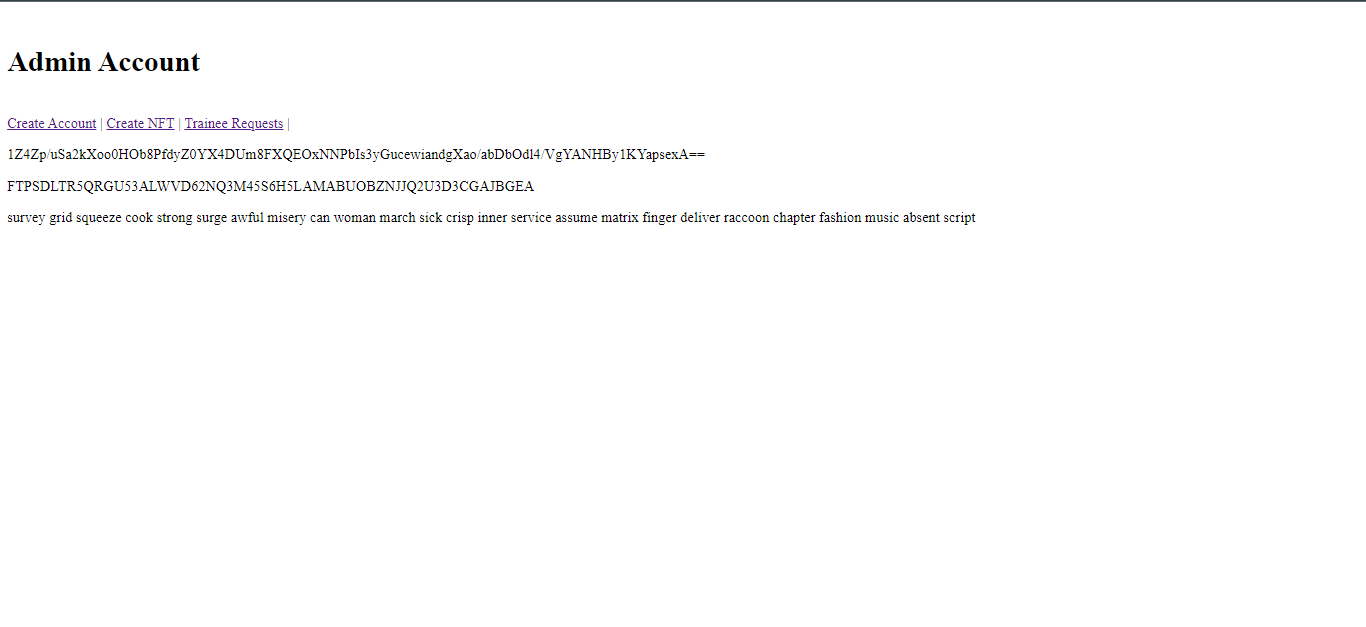 Admin Account
Create Account | Create NFT | Trainee Requests |
1Z4Zp/uSa2kXoo0HOb8PfdyZ0YX4DUm8FXQEOxNNPbIs3yGucewiandgXao/abDbOdl4/VgYANHBy1KYapsexA==
FTPSDLTR5QRGU53ALWVD62NQ3M45S6H5LAMABUOBZNJJQ2U3D3CGAJBGEA
survey grid squeeze cook strong surge awful misery can woman march sick crisp inner service assume matrix finger deliver raccoon chapter fashion music absent script